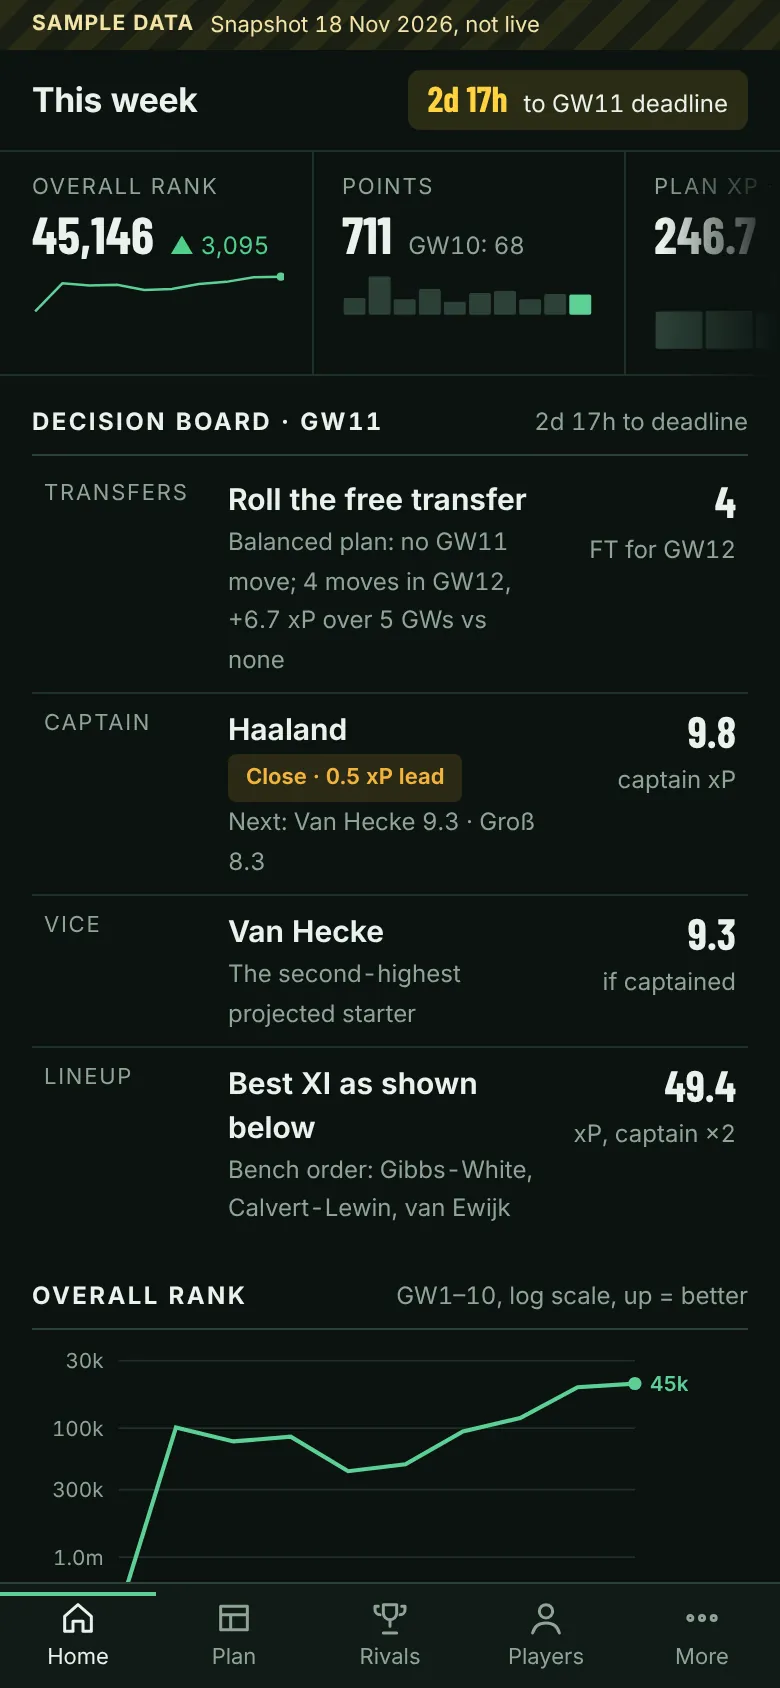 SAMPLE DATA Snapshot 18 Nov 2026, not live
This week
2d 17h to GW11 deadline
OVERALL RANK
45,146 ▲ 3,095
POINTS
711 GW10: 68
PLAN XP
246.7
DECISION BOARD · GW11
2d 17h to deadline
TRANSFERS
Roll the free transfer
Balanced plan: no GW11
move; 4 moves in GW12,
+6.7 xP over 5 GWs vs
none
4
FT for GW12
CAPTAIN
Haaland
Close · 0.5 xP lead
Next: Van Hecke 9.3 · Groß
8.3
9.8
captain xP
VICE
Van Hecke
The second-highest
projected starter
9.3
if captained
LINEUP
Best XI as shown
below
Bench order: Gibbs-White,
Calvert-Lewin, van Ewijk
49.4
xP, captain ×2
OVERALL RANK
GW1–10, log scale, up = better
30k
45k
100k
300k
1.0m
Home
Plan
Rivals
Players
More